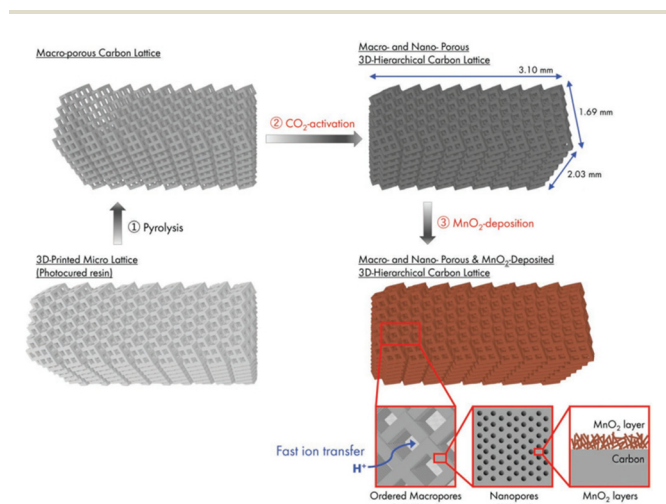 Macro-porous Carbon Lattice
Macro- and Nano- Porous
3D-Hierarchical Carbon Lattice
3.10 mm
② CO₂-activation
1.69 mm
2.03 mm
① Pyrolysis
③ MnO₂-deposition
3D-Printed Micro Lattice
(Photocured resin)
Macro- and Nano- Porous & MnO₂-Deposited
3D-Hierarchical Carbon Lattice
Fast ion transfer
H⁺
MnO₂ layer
Carbon
Ordered Macropores
Nanopores
MnO₂ layers